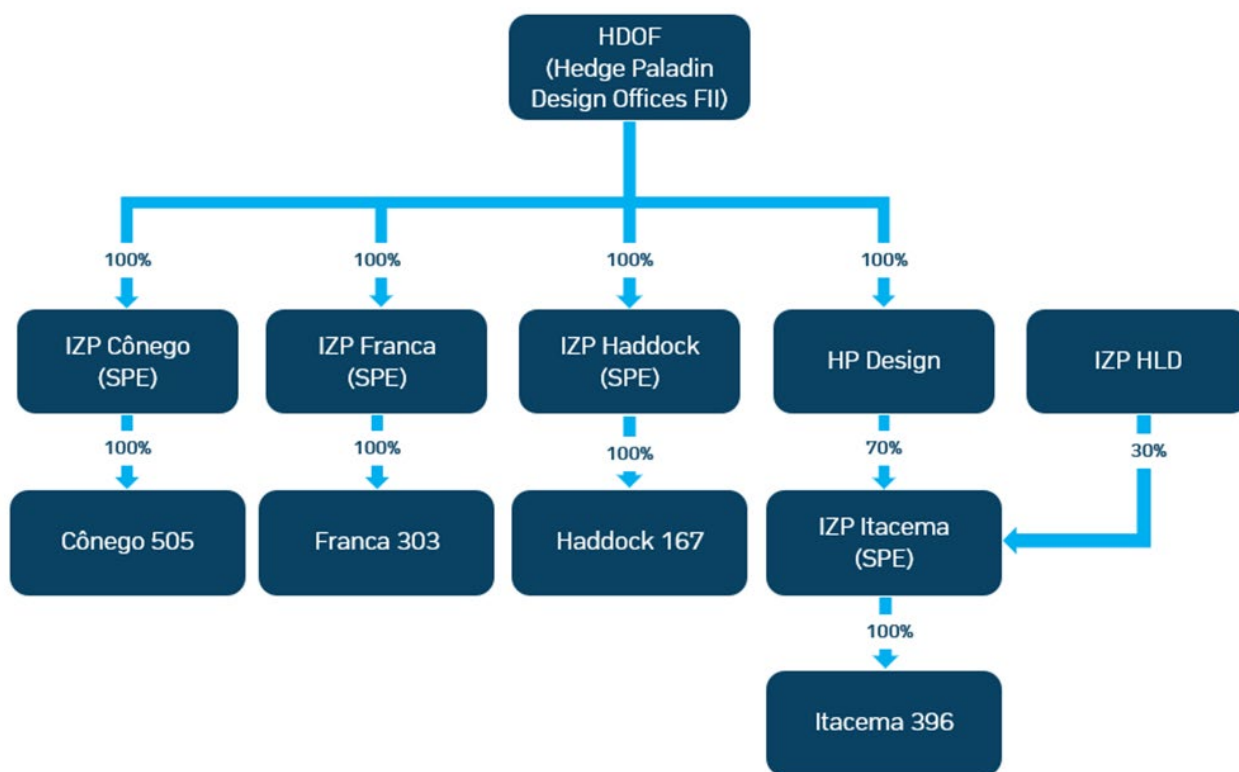 HDOF
(Hedge Paladin
Design Offices FII)
100%
100%
100%
100%
IZP Cônego
(SPE)
IZP Franca
(SPE)
IZP Haddock
(SPE)
HP Design
IZP HLD
100%
100%
100%
70%
30%
Cônego 505
Franca 303
Haddock 167
IZP Itacema
(SPE)
100%
Itacema 396